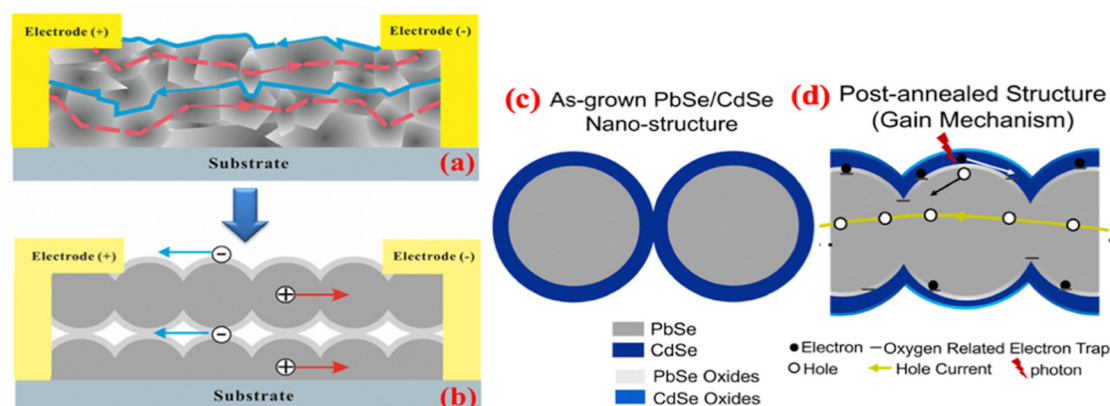 Electrode (+)
Electrode (-)
Substrate
(a)
Electrode (+)
Electrode (-)
Substrate
(b)
(c)
As-grown PbSe/CdSe
Nano-structure
PbSe
CdSe
PbSe Oxides
CdSe Oxides
(d)
Post-annealed Structure
(Gain Mechanism)
Electron
Oxygen Related Electron Trap
Hole
Hole Current
photon